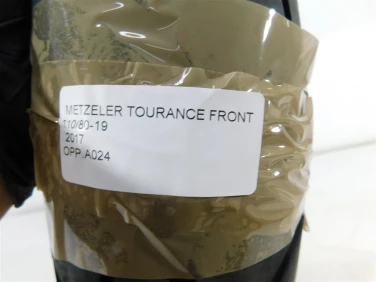 METZELER TOURANCE FRONT
110/80-19
2017
OPP.A024